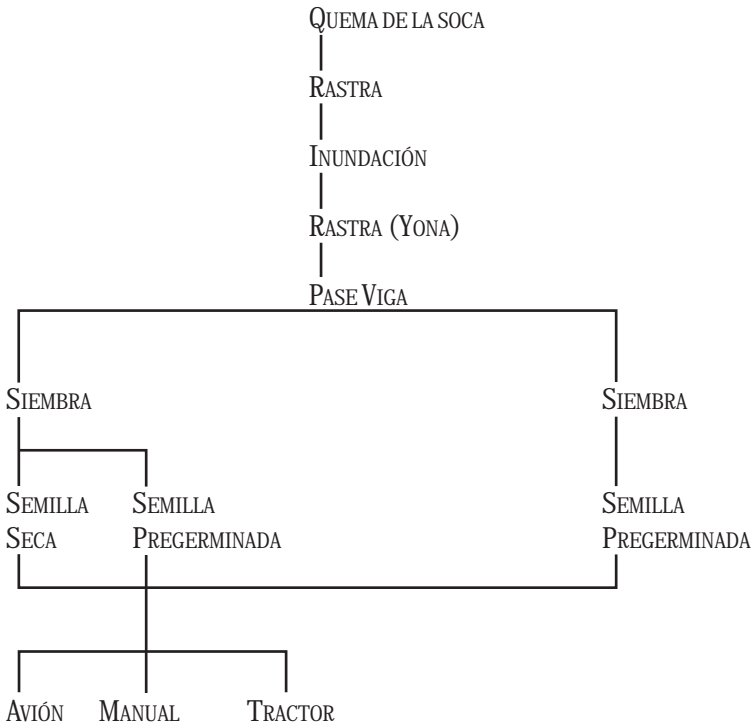 QUEMA DE LA SOCA
RASTRA
INUNDACIÓN
RASTRA (YONA)
PASE VIGA
SIEMBRA SIEMBRA
SEMILLA SEMILLA SEMILLA
SECA PREGERMINADA PREGERMINADA
AVIÓN MANUAL TRACTOR